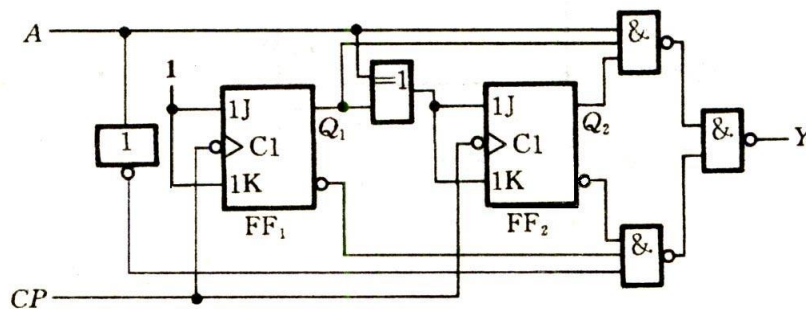 A
1
=1
&
1J
Q₁
C1
1K
FF₁
1J
Q₂
C1
1K
FF₂
1
&
Y
&
CP